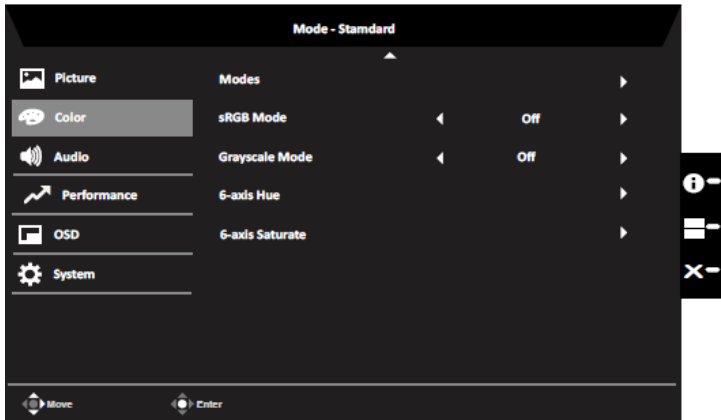 Mode - Stamdard
Picture
Modes
Color
sRGB Mode
Off
Audio
Grayscale Mode
Off
Performance
6-axis Hue
OSD
6-axis Saturate
System
Move
Enter